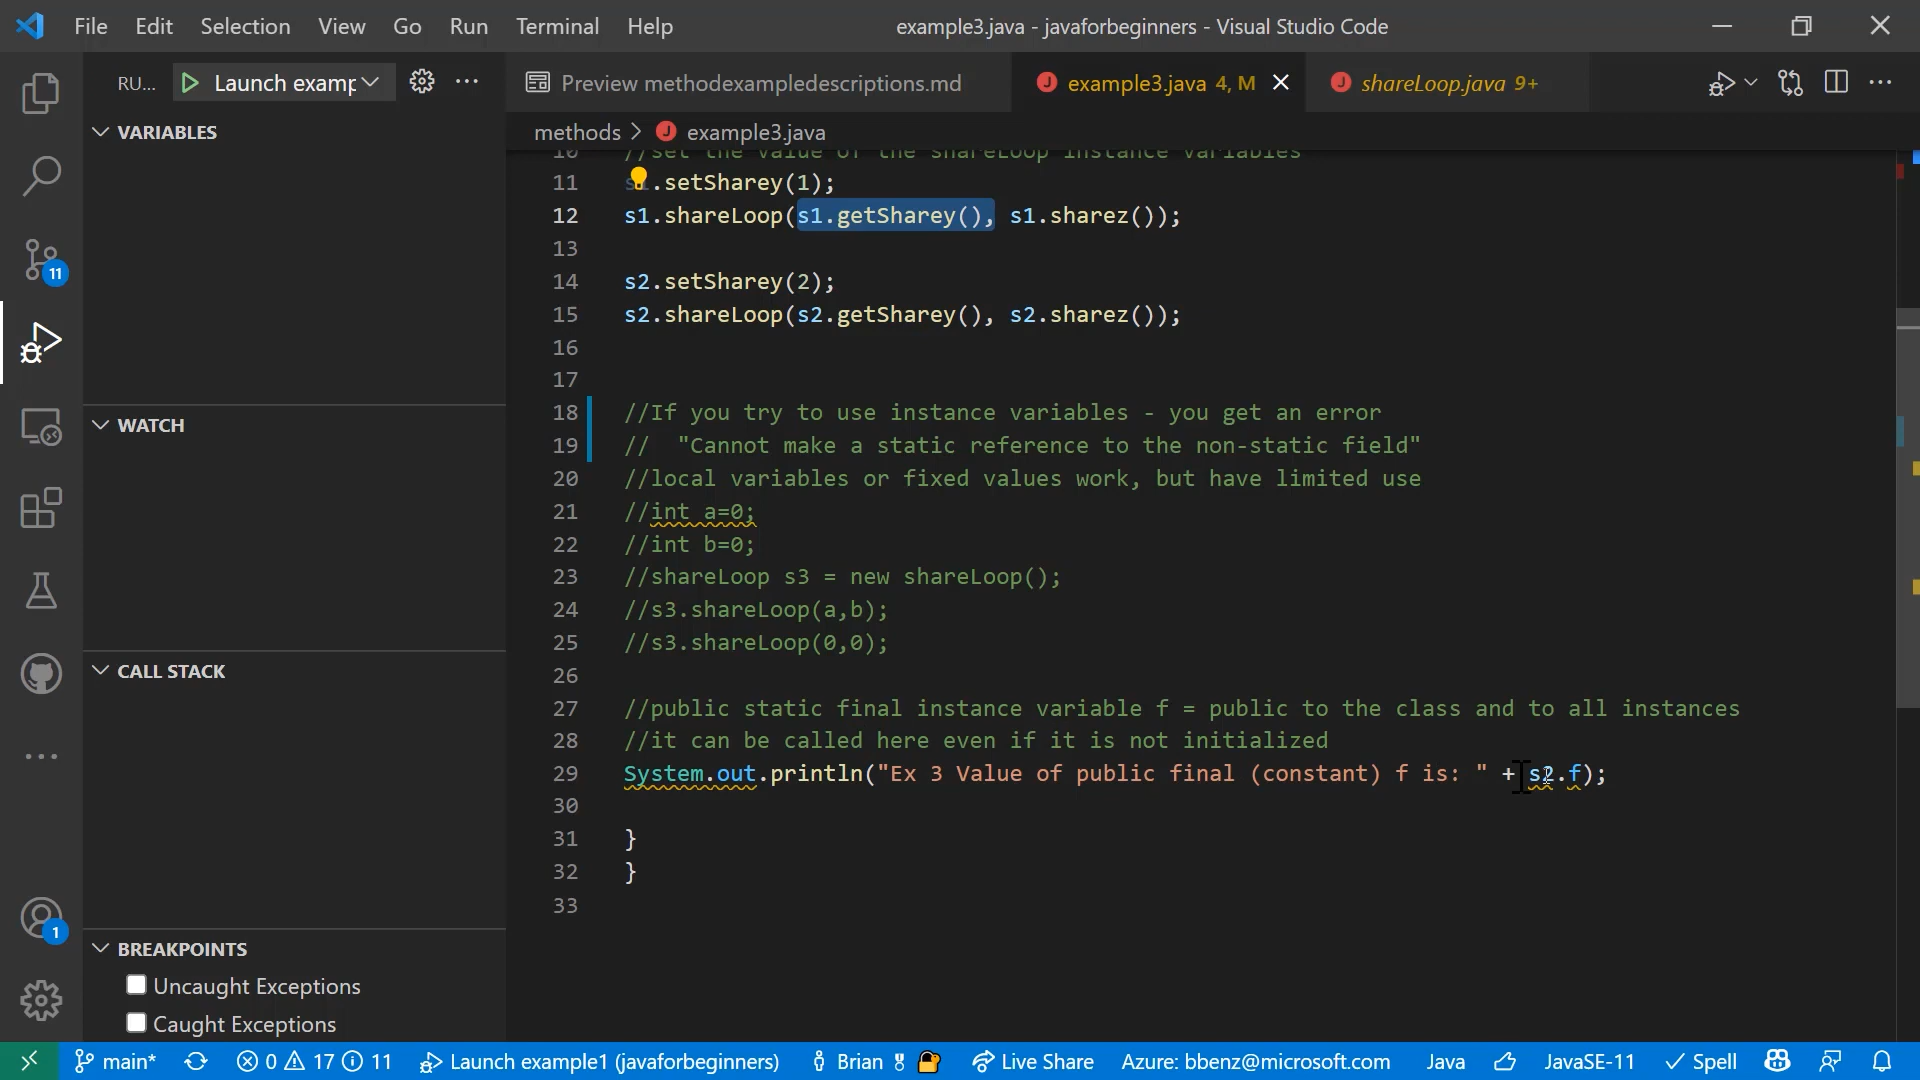 File Edit Selection View Go Run Terminal Help example3.java - javaforbeginners - Visual Studio Code
RU... Launch examp Preview methodexampledescriptions.md example3.java 4, M shareLoop.java 9+
methods > example3.java
VARIABLES
WATCH
CALL STACK
BREAKPOINTS
Uncaught Exceptions
Caught Exceptions
11
1
10 //set the value of the shareLoop instance variables
11 s1.setSharey(1);
12 s1.shareLoop(s1.getSharey(), s1.sharez());
13
14 s2.setSharey(2);
15 s2.shareLoop(s2.getSharey(), s2.sharez());
16
17
18 //If you try to use instance variables - you get an error
19 //  "Cannot make a static reference to the non-static field"
20 //local variables or fixed values work, but have limited use
21 //int a=0;
22 //int b=0;
23 //shareLoop s3 = new shareLoop();
24 //s3.shareLoop(a,b);
25 //s3.shareLoop(0,0);
26
27 //public static final instance variable f = public to the class and to all instances
28 //it can be called here even if it is not initialized
29 System.out.println("Ex 3 Value of public final (constant) f is: " + s2.f);
30
31 }
32 }
33
main* 0 17 11 Launch example1 (javaforbeginners) Brian Live Share Azure: bbenz@microsoft.com Java JavaSE-11 Spell